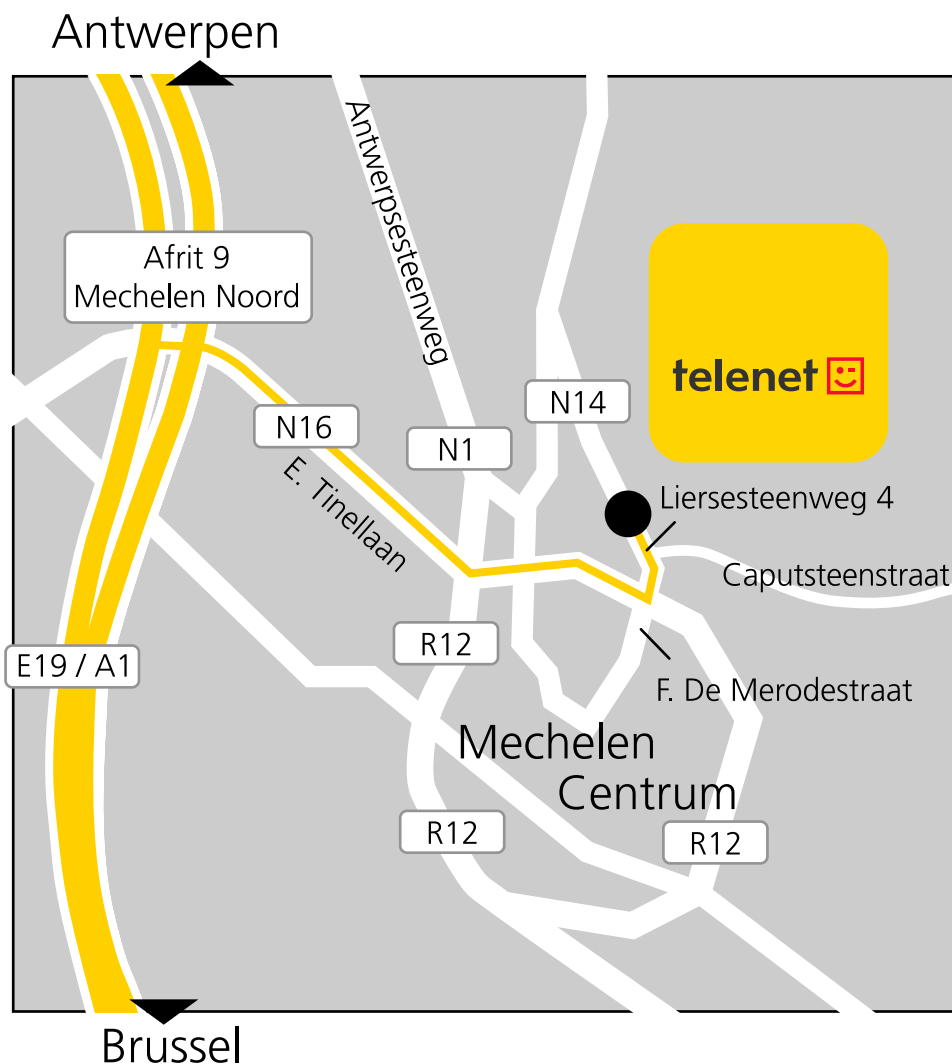 Antwerpen
Antwerpsesteenweg
Afrit 9
Mechelen Noord
telenet
N14
N16
N1
E. Tinellaan
Liersesteenweg 4
Caputsteenstraat
R12
E19 / A1
F. De Merodestraat
Mechelen
Centrum
R12
R12
Brussel